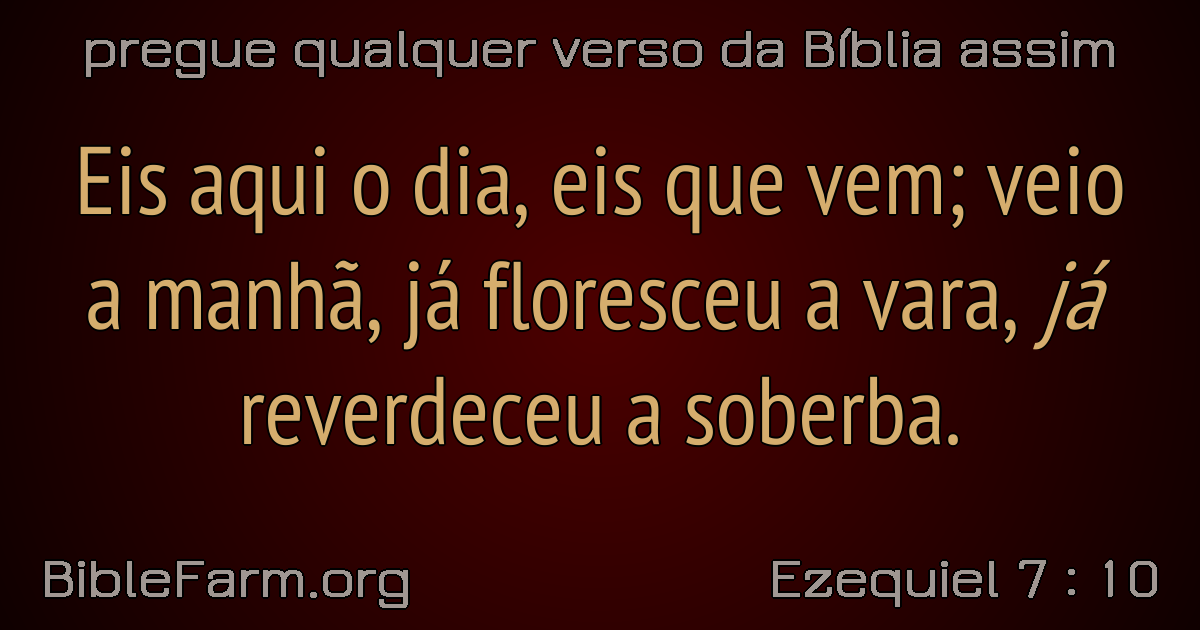 pregue qualquer verso da Bíblia assim
Eis aqui o dia, eis que vem; veio
a manhã, já floresceu a vara, já
reverdeceu a soberba.
BibleFarm.org
Ezequiel 7 : 10